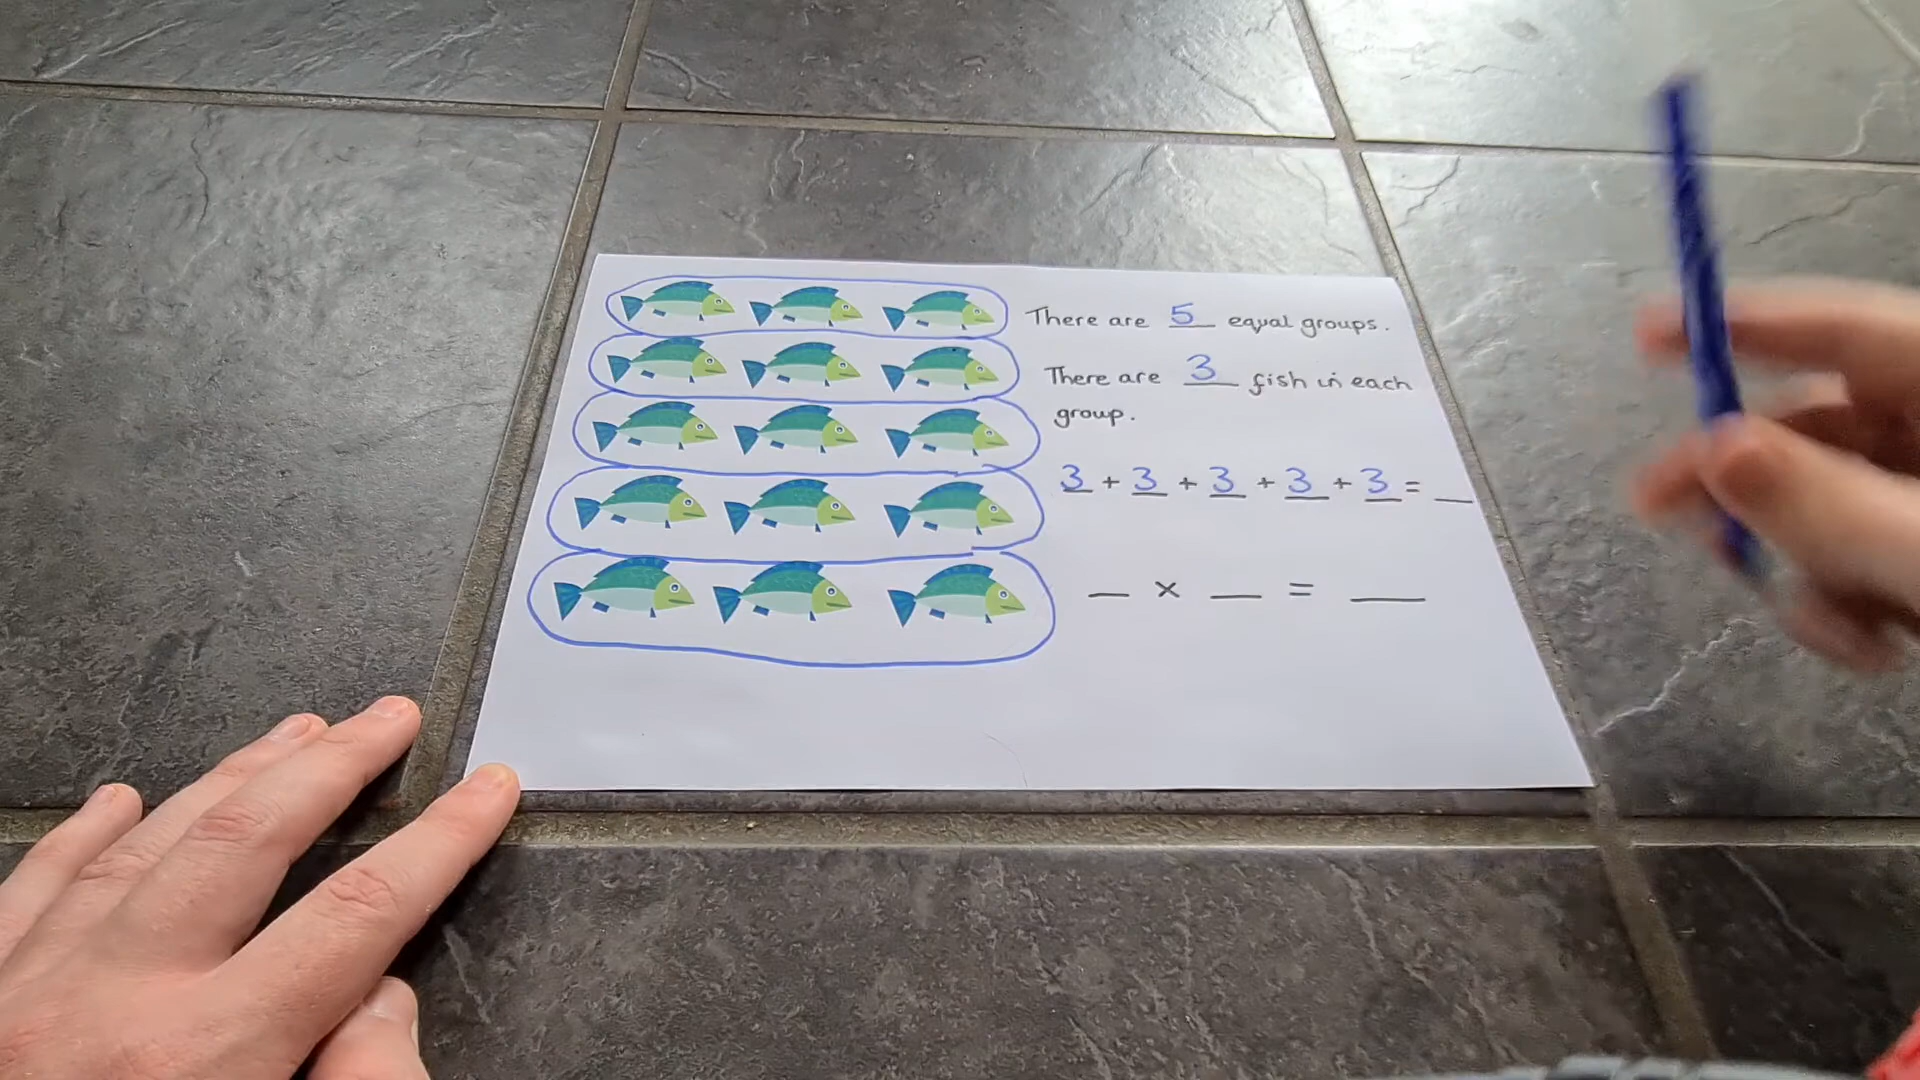 There are 5 equal groups.
There are 3 fish in each
group.
3 + 3 + 3 + 3 + 3 = __
__ × __ = __